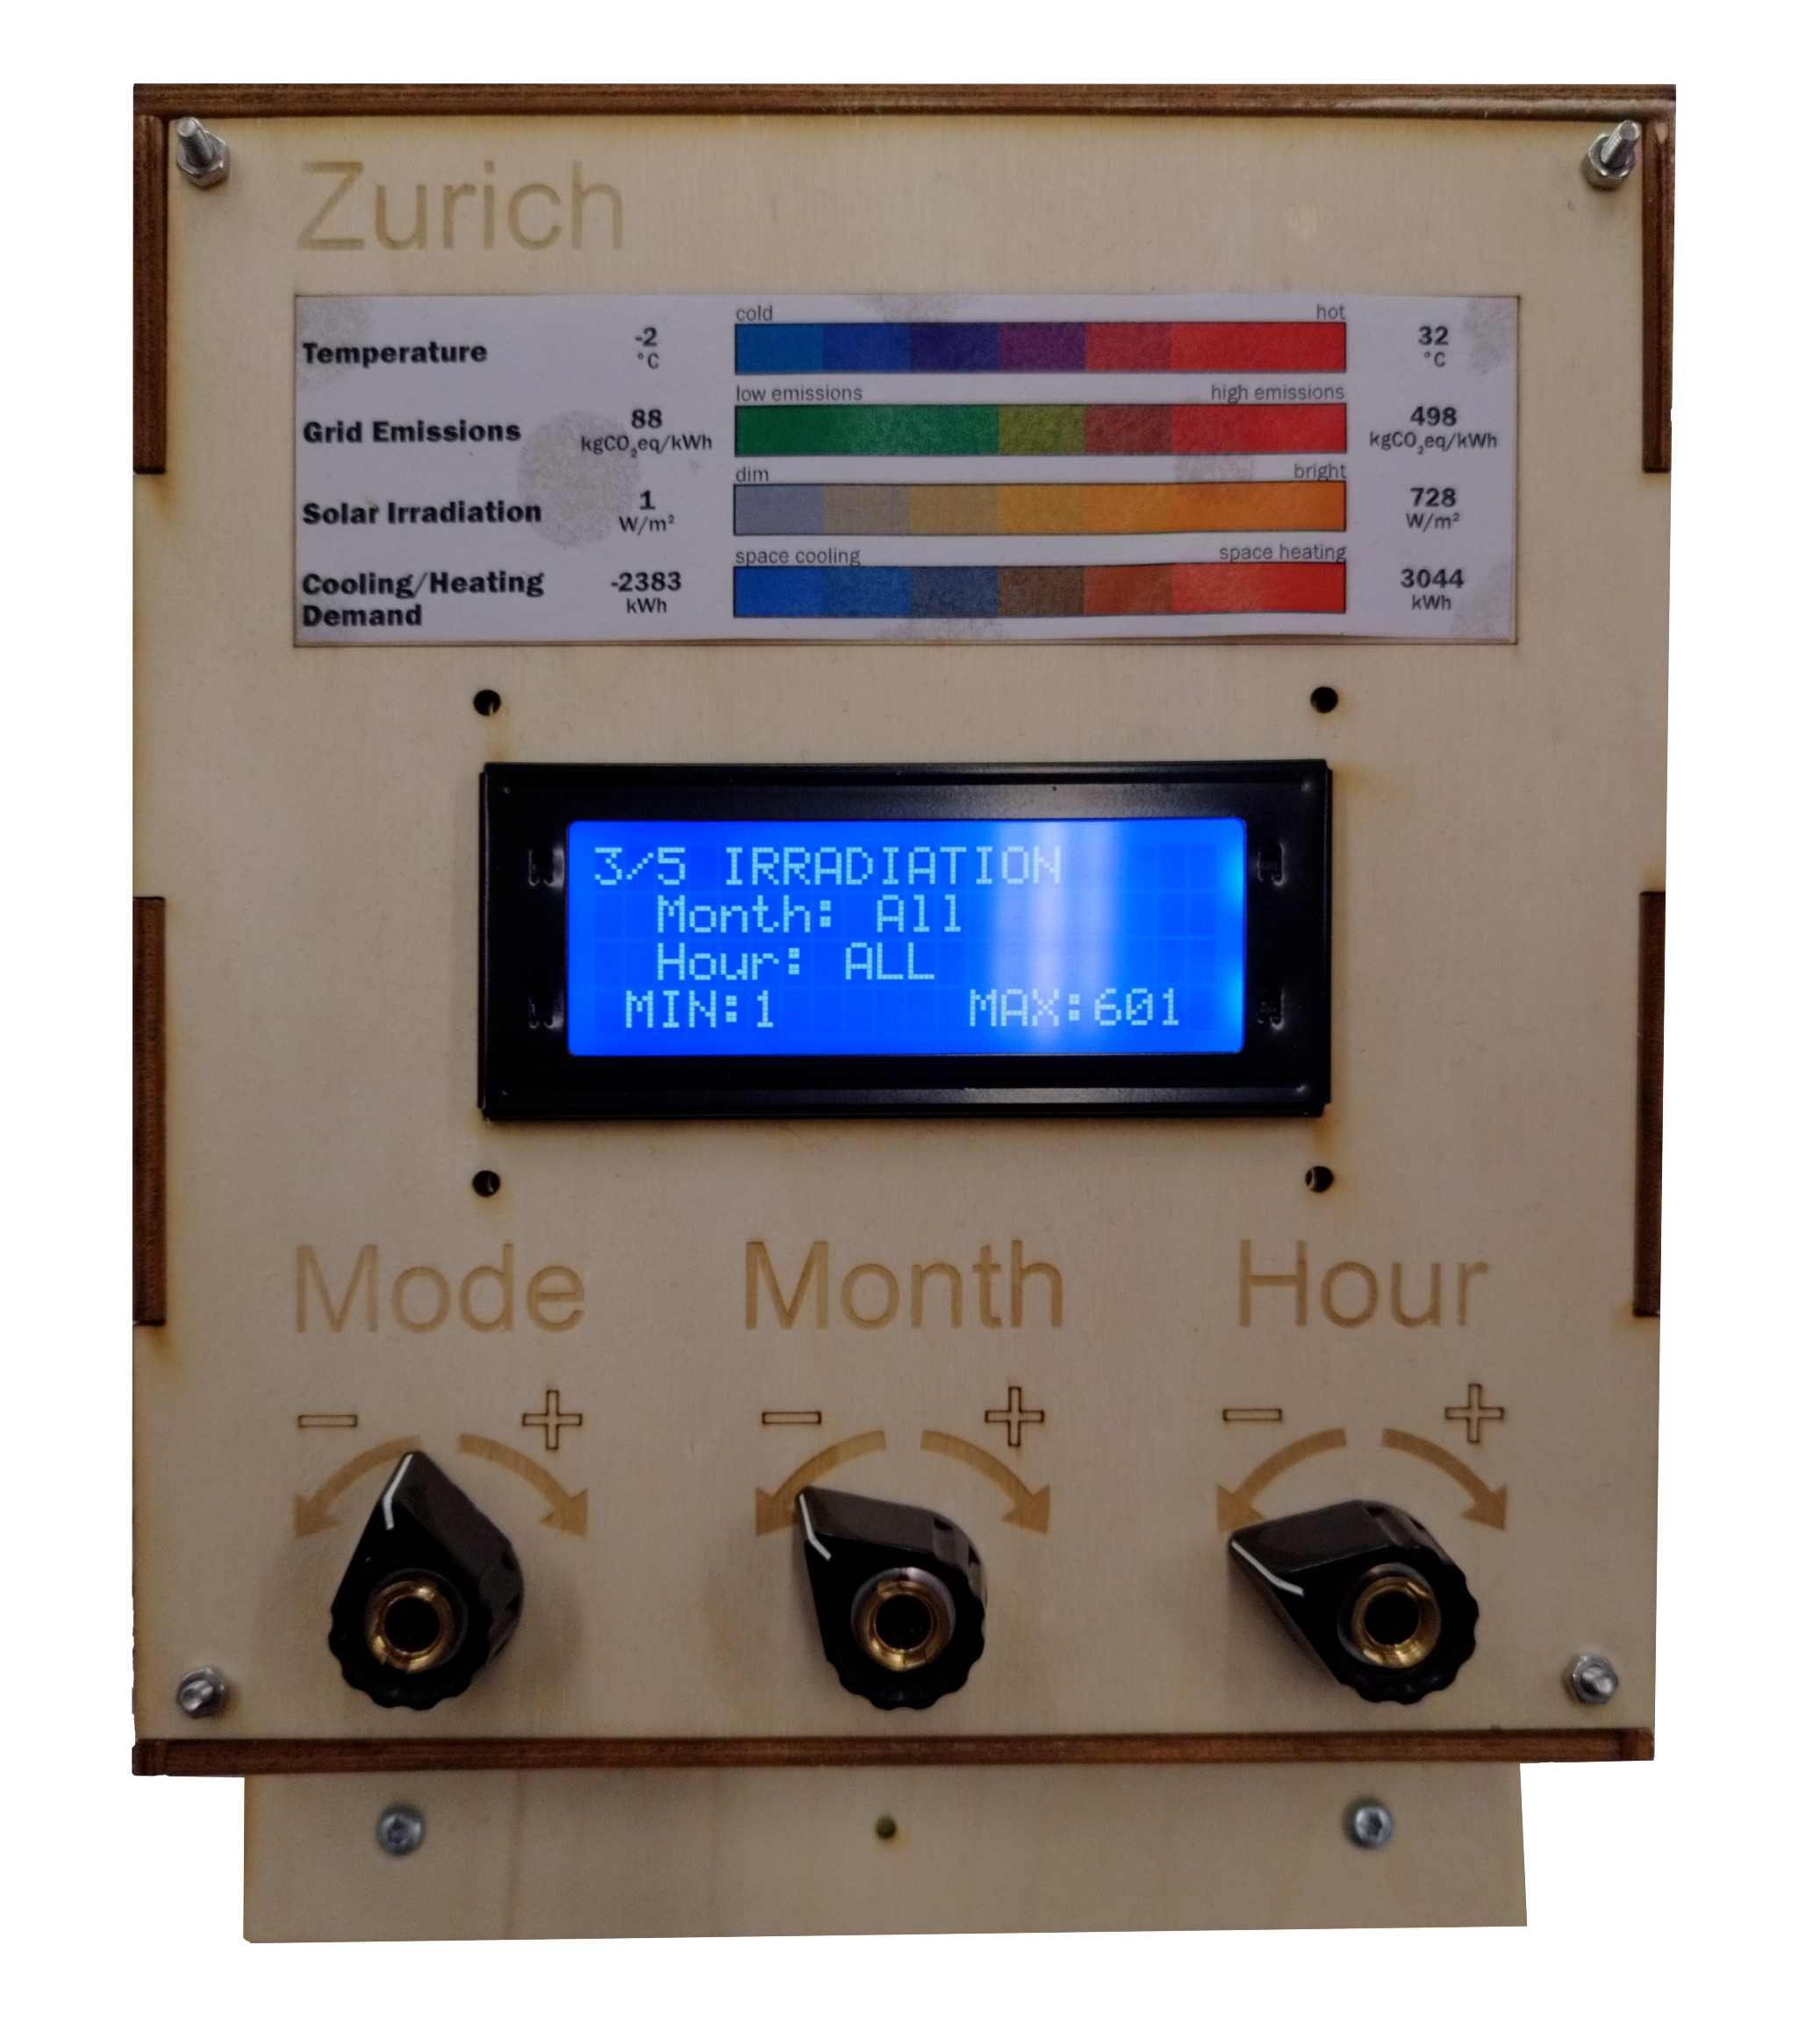 Zurich
cold hot
Temperature -2 °C 32 °C
low emissions high emissions
Grid Emissions 88 kgCO₂eq/kWh 498 kgCO₂eq/kWh
dim bright
Solar Irradiation 1 W/m² 728 W/m²
space cooling space heating
Cooling/Heating Demand -2383 kWh 3044 kWh
3/5 IRRADIATION
Month: All
Hour: ALL
MIN:1 MAX:601
Mode Month Hour
− + − + − +